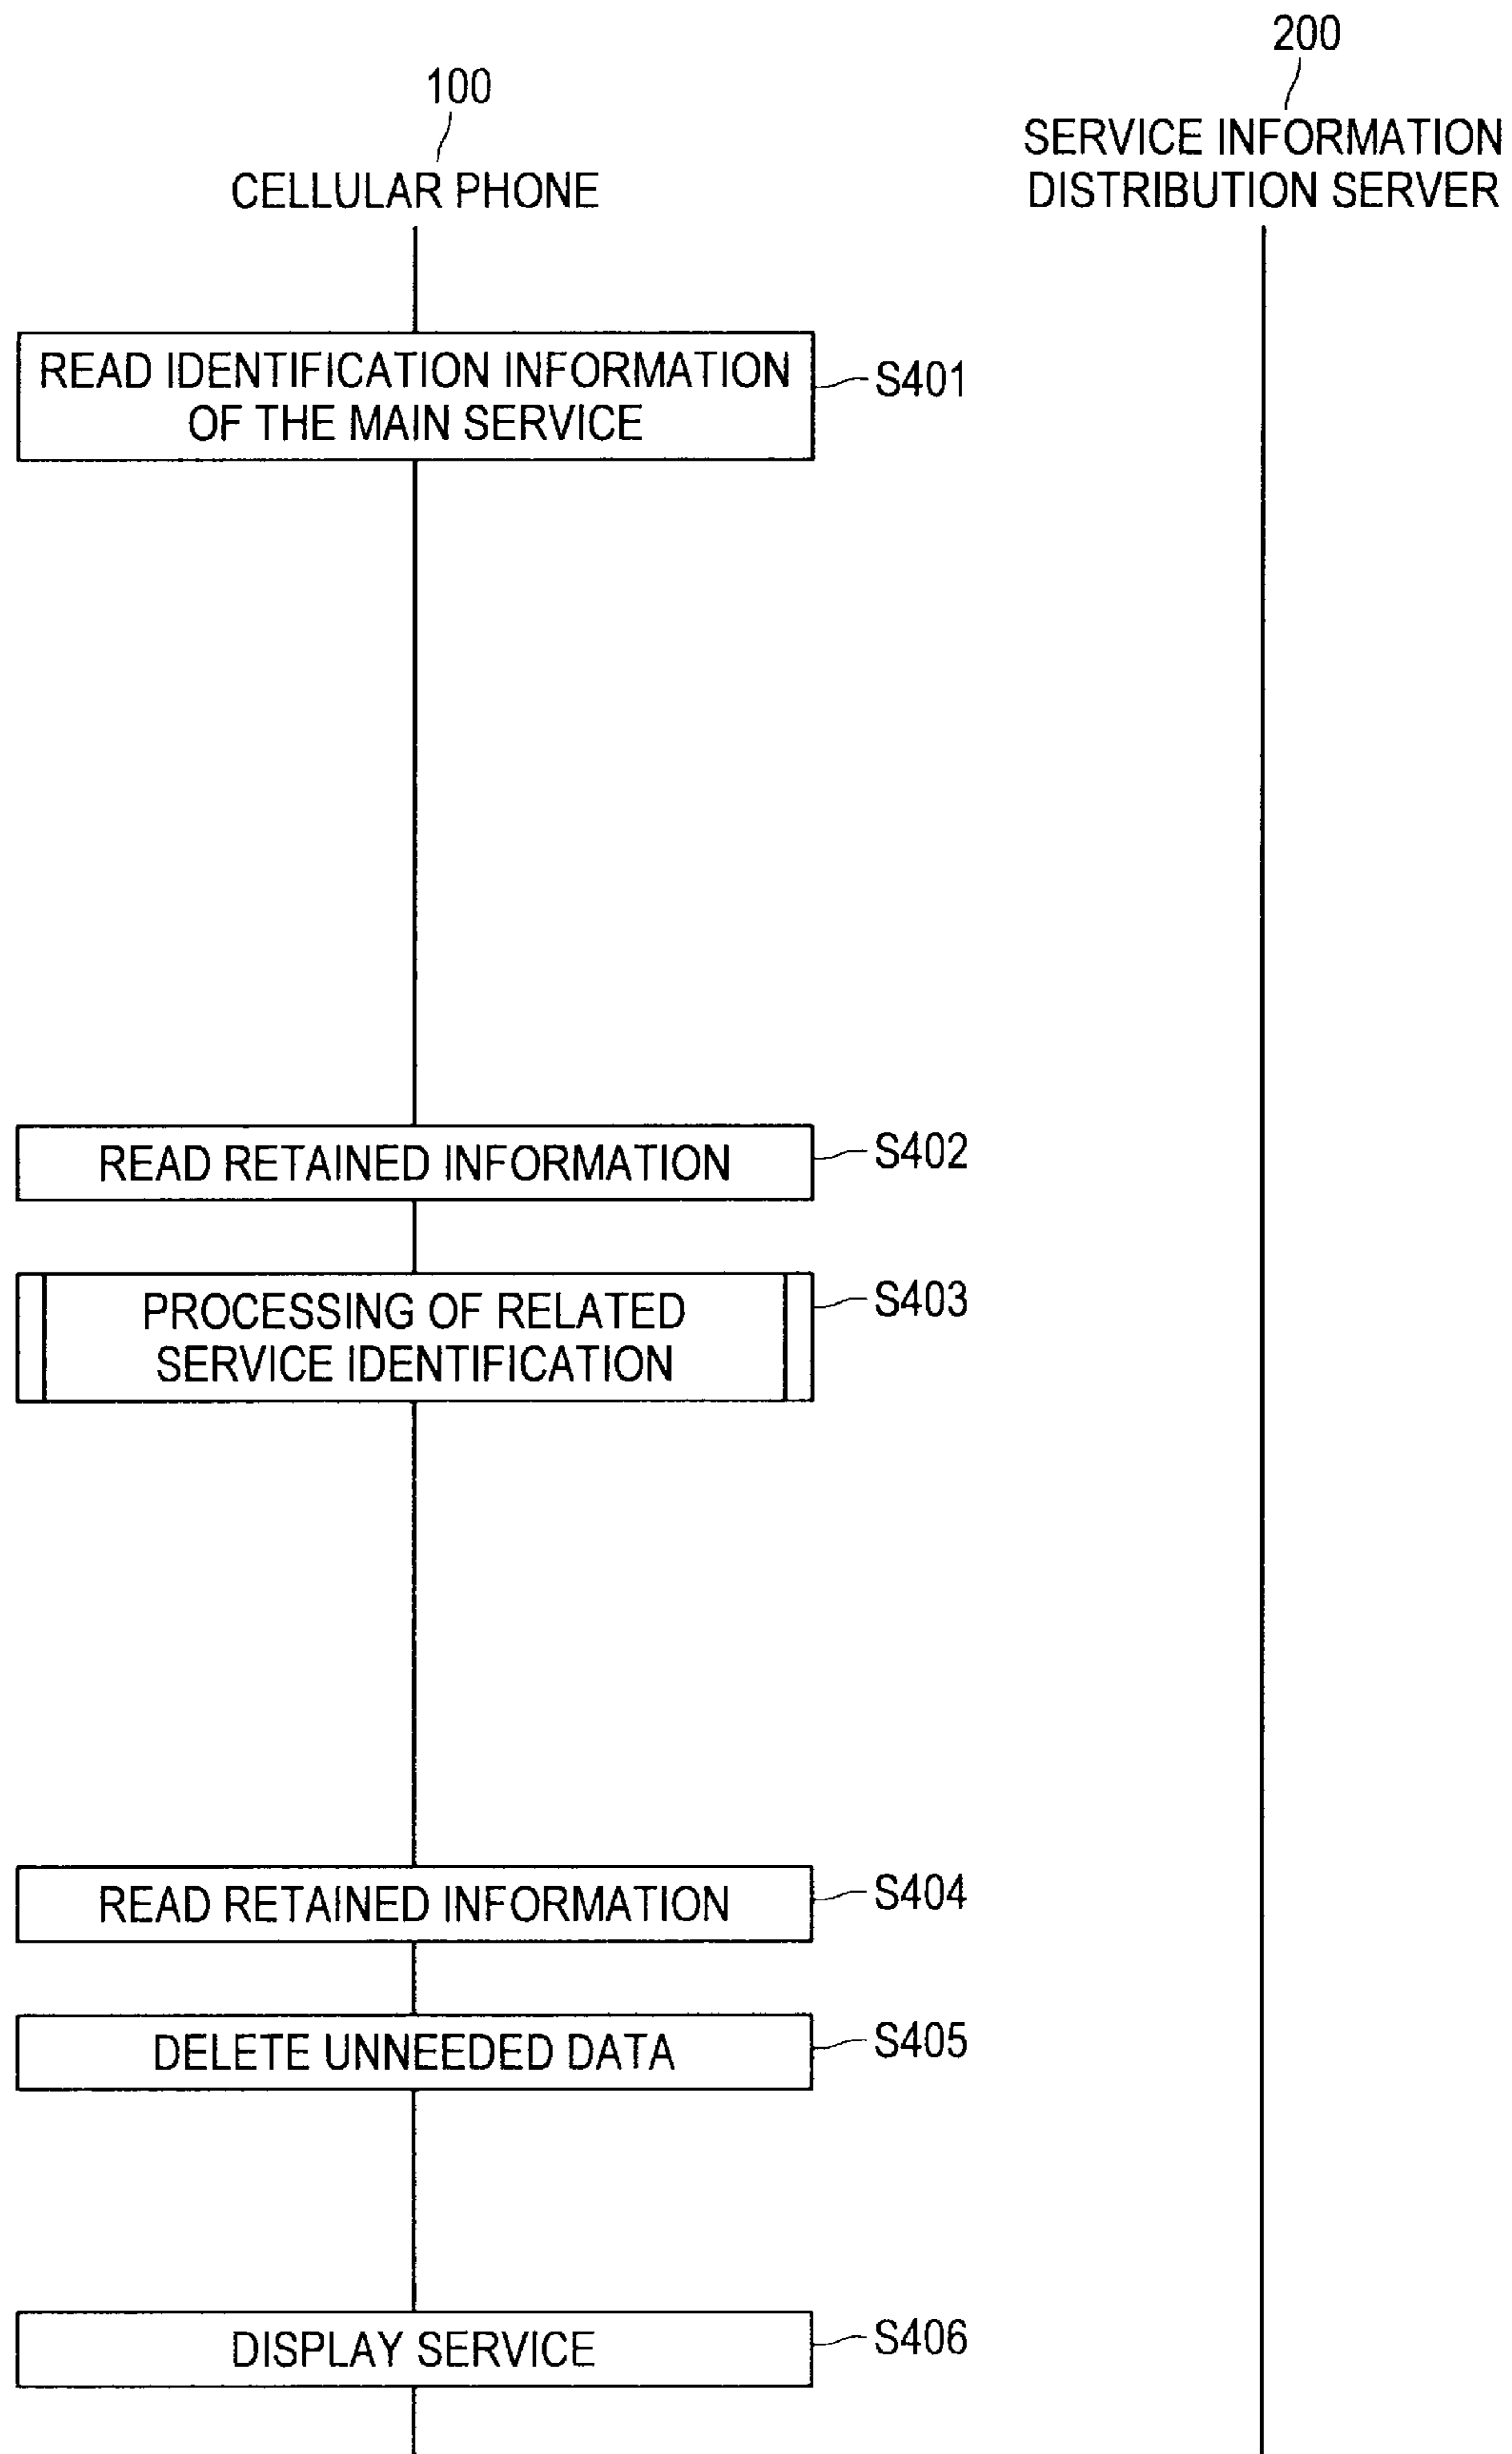 200
SERVICE INFORMATION
DISTRIBUTION SERVER
100
CELLULAR PHONE
READ IDENTIFICATION INFORMATION
OF THE MAIN SERVICE
S401
READ RETAINED INFORMATION
S402
PROCESSING OF RELATED
SERVICE IDENTIFICATION
S403
READ RETAINED INFORMATION
S404
DELETE UNNEEDED DATA
S405
DISPLAY SERVICE
S406